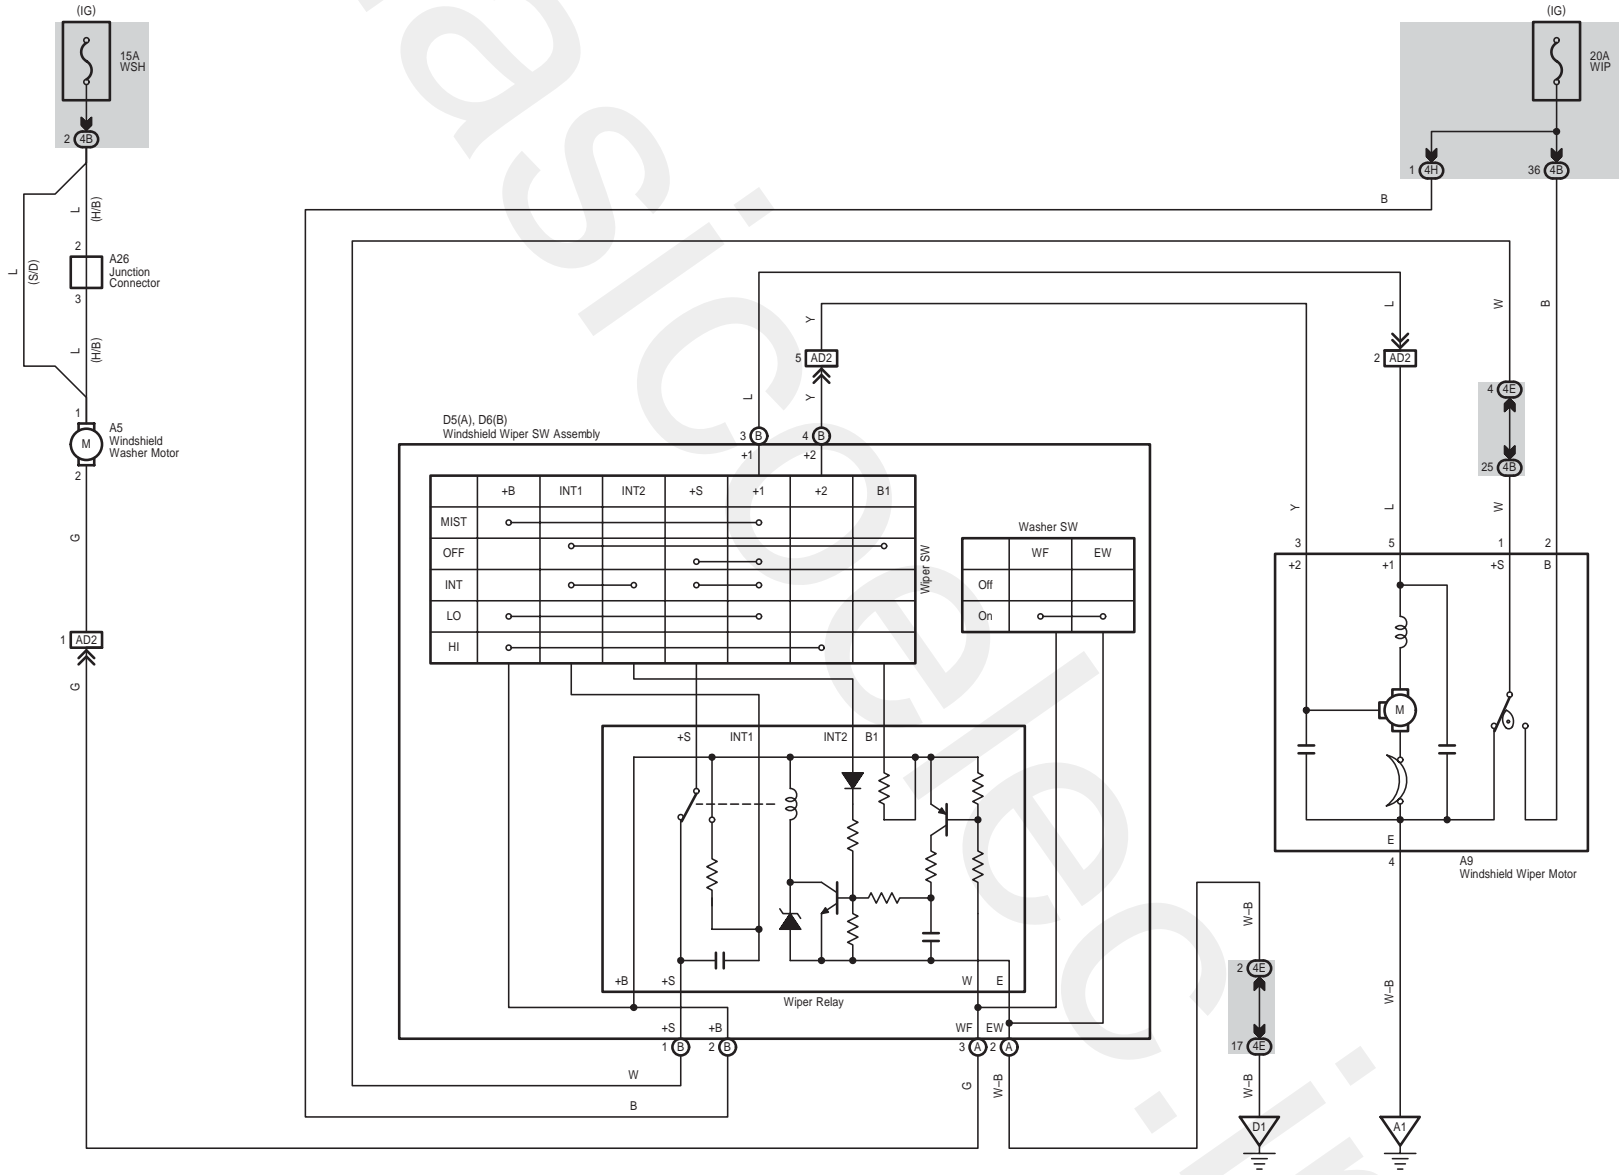 (IG)
15A
WSH
2 4B
L
(H/B)
L
(S/D)
2
A26
Junction
Connector
3
L
(H/B)
1
A5
Windshield
Washer Motor
M
2
G
1 AD2
G
(IG)
20A
WIP
1 4H
36 4B
B
L
W
B
Y
5 AD2
2 AD2
L
Y
4 4E
25 4B
W
Y
L
D5(A), D6(B)
Windshield Wiper SW Assembly
3 B
4 B
+1
+2
+B INT1 INT2 +S +1 +2 B1
MIST
OFF
INT
LO
HI
Wiper SW
Washer SW
WF EW
Off
On
+S INT1 INT2 B1
+B +S W E
Wiper Relay
+S +B WF EW
1 B 2 B 3 A 2 A
W
B
G
W–B
3 5 1 2
+2 +1 +S B
M
E
4
A9
Windshield Wiper Motor
W–B
2 4E
17 4E
W–B
W–B
D1
A1
asicoelec.in